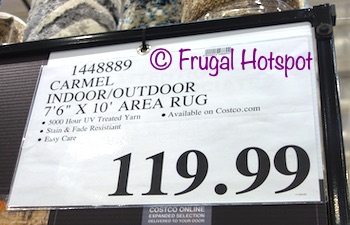 © Frugal Hotspot
1448889
CARMEL
INDOOR/OUTDOOR
7'6" X 10' AREA RUG
• 5000 Hour UV Treated Yarn • Available on Costco.com
• Stain & Fade Resistant
• Easy Care
119.99
COSTCO ONLINE
EXPANDED SELECTION
DELIVERED TO YOUR DOOR